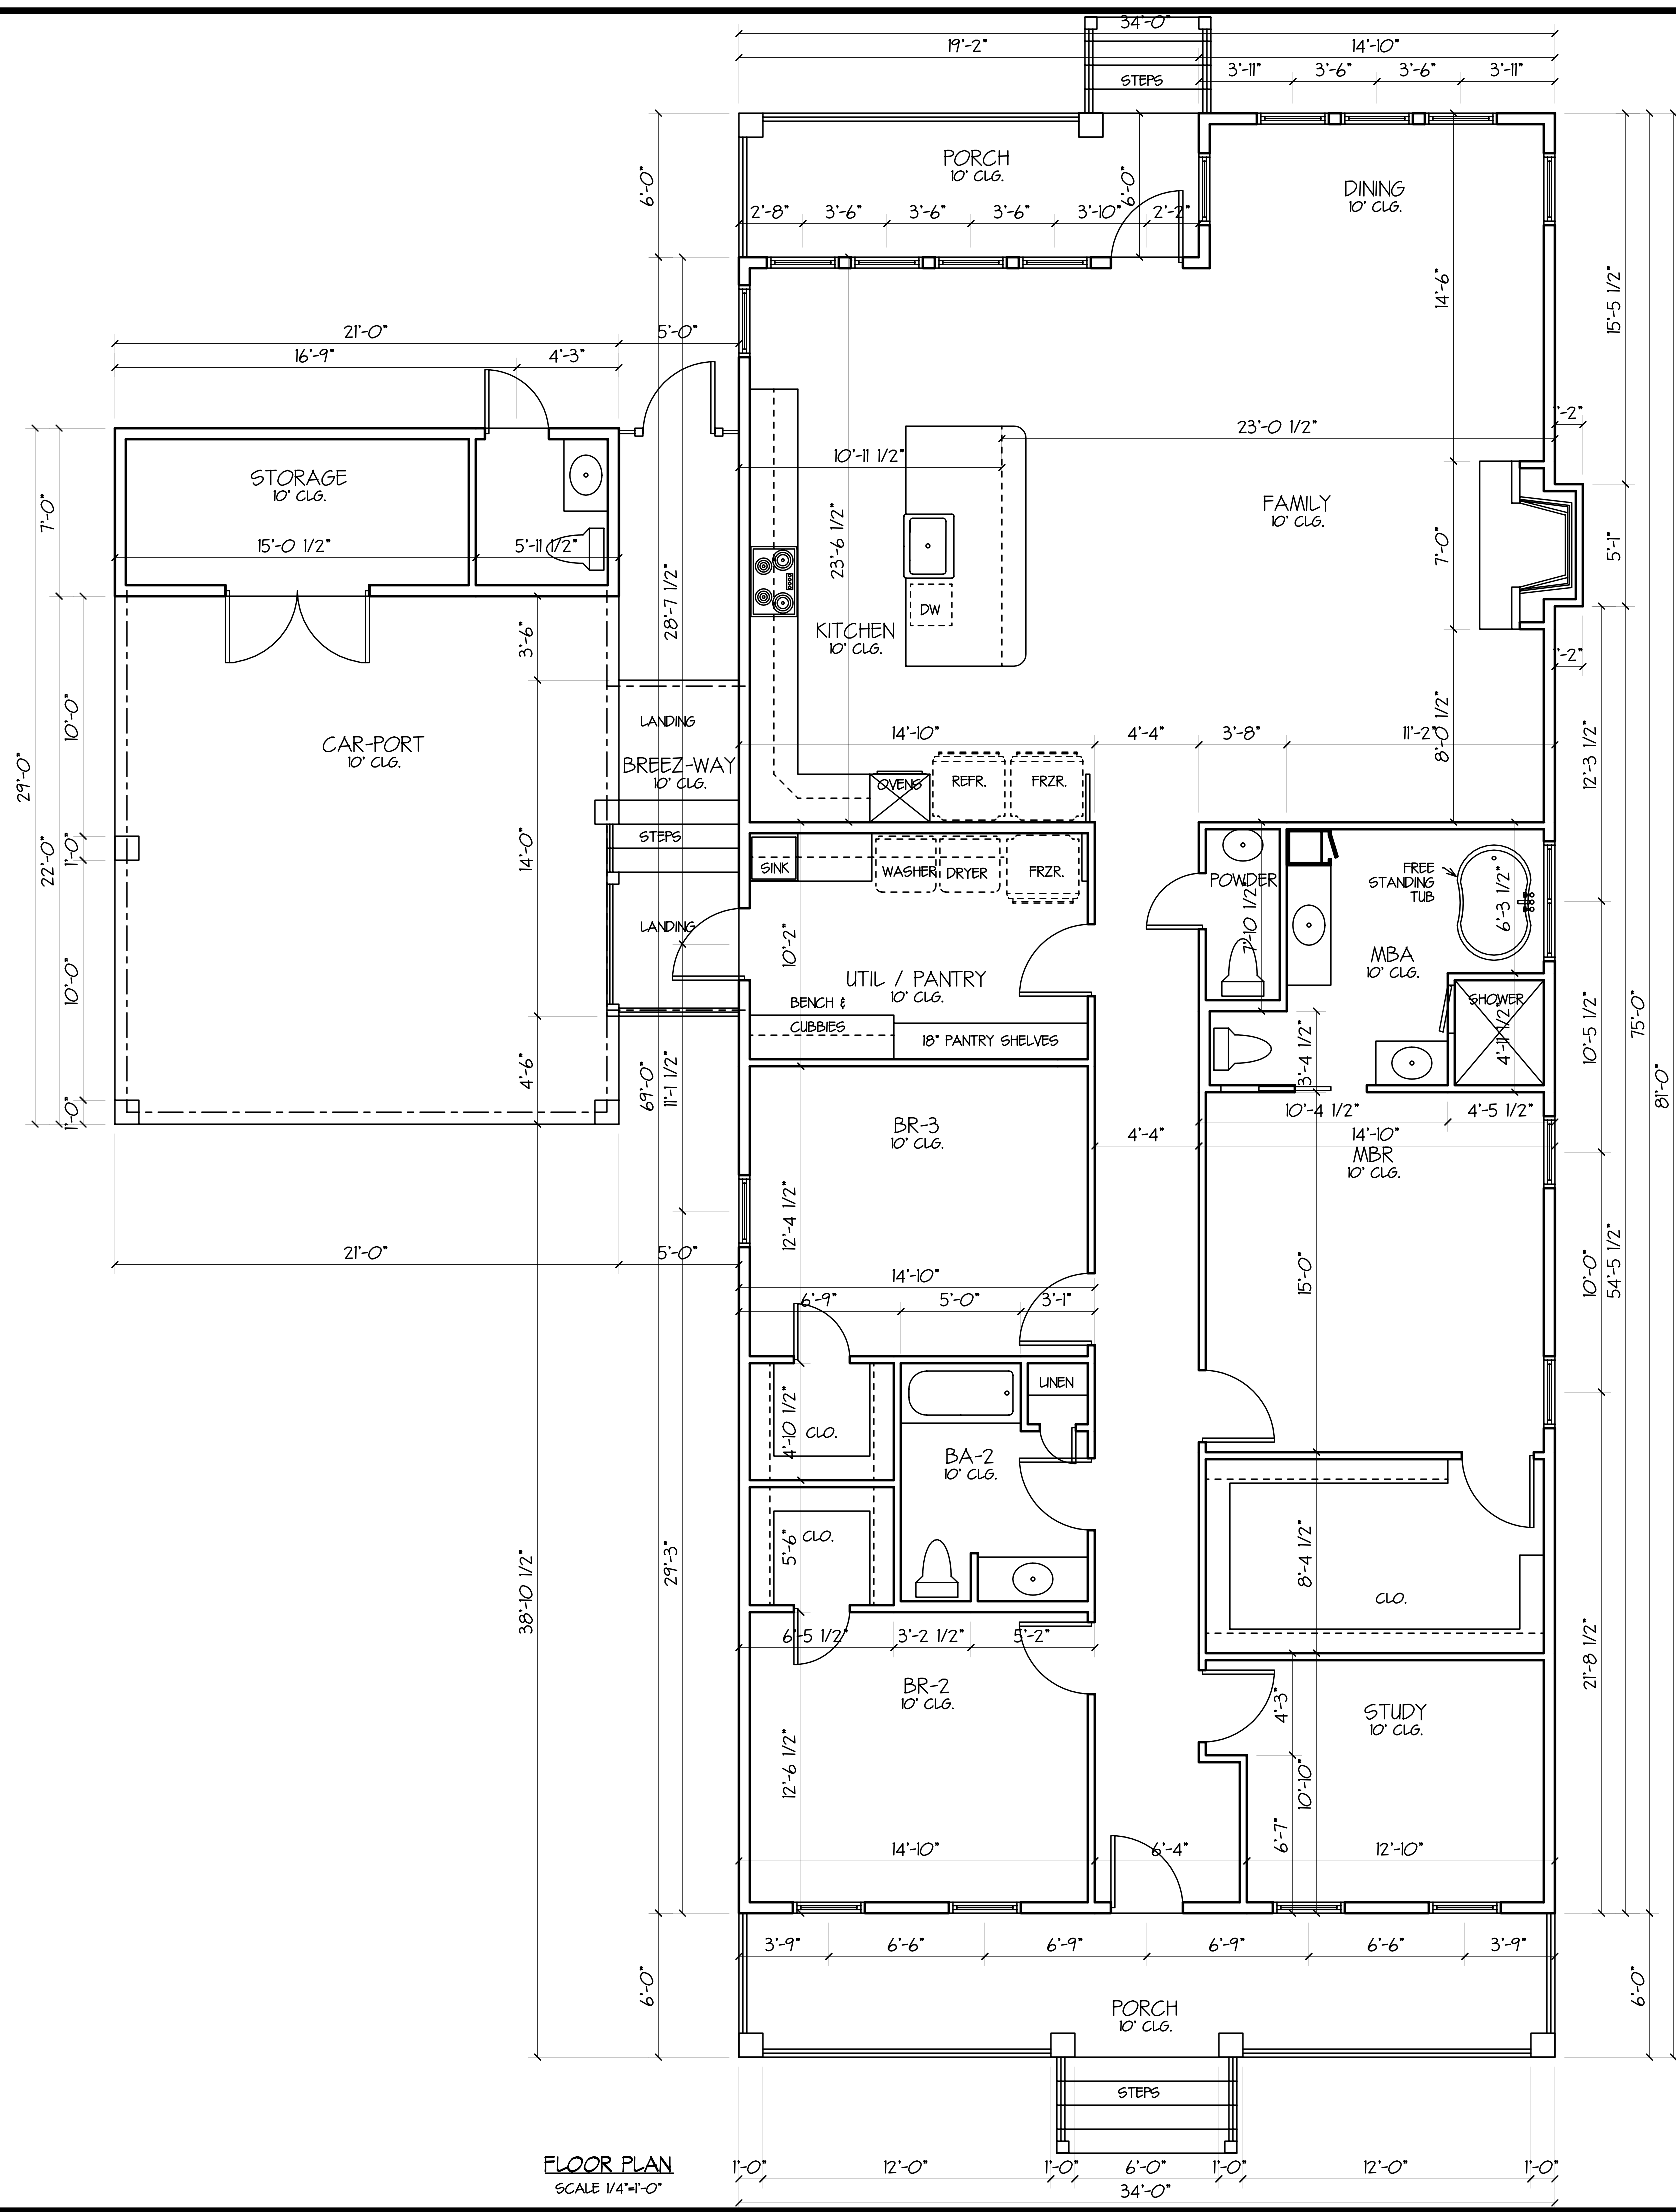 34'-0"
19'-2"
14'-10"
STEPS
3'-11"
3'-6"
3'-6"
3'-11"
PORCH
10' CLG.
6'-0"
6'-0"
DINING
10' CLG.
2'-8"
3'-6"
3'-6"
3'-6"
3'-10"
2'-2"
14'-6"
15'-5 1/2"
21'-0"
5'-0"
16'-9"
4'-3"
STORAGE
10' CLG.
7'-0"
15'-0 1/2"
5'-11 1/2"
10'-11 1/2"
23'-0 1/2"
FAMILY
10' CLG.
23'-6 1/2"
7'-0"
5'-1"
28'-7 1/2"
DW
KITCHEN
10' CLG.
3'-6"
10'-0"
CAR-PORT
10' CLG.
LANDING
BREEZ-WAY
10' CLG.
STEPS
LANDING
14'-10"
4'-4"
3'-8"
11'-2"
8'-0 1/2"
12'-3 1/2"
OVENS
REFR.
FRZR.
29'-0"
22'-0"
1'-0"
14'-0"
SINK
WASHER
DRYER
FRZR.
POWDER
7'-10 1/2"
FREE
STANDING
TUB
6'-3 1/2"
MBA
10' CLG.
10'-0"
10'-2"
UTIL / PANTRY
10' CLG.
BENCH &
CUBBIES
18" PANTRY SHELVES
SHOWER
4'-11 1/2"
3'-4 1/2"
10'-5 1/2"
75'-0"
81'-0"
4'-6"
1'-0"
69'-0"
11'-1 1/2"
BR-3
10' CLG.
4'-4"
10'-4 1/2"
4'-5 1/2"
14'-10"
MBR
10' CLG.
12'-4 1/2"
15'-0"
10'-0"
54'-5 1/2"
21'-0"
5'-0"
14'-10"
6'-9"
5'-0"
3'-1"
LINEN
4'-10 1/2"
CLO.
BA-2
10' CLG.
5'-6"
CLO.
8'-4 1/2"
CLO.
38'-10 1/2"
29'-3"
6'-5 1/2"
3'-2 1/2"
5'-2"
21'-8 1/2"
BR-2
10' CLG.
4'-3"
STUDY
10' CLG.
12'-6 1/2"
10'-10"
6'-7"
14'-10"
6'-4"
12'-10"
3'-9"
6'-6"
6'-9"
6'-9"
6'-6"
3'-9"
6'-0"
6'-0"
PORCH
10' CLG.
STEPS
FLOOR PLAN
SCALE 1/4"=1'-0"
1'-0"
12'-0"
1'-0"
6'-0"
1'-0"
12'-0"
1'-0"
34'-0"